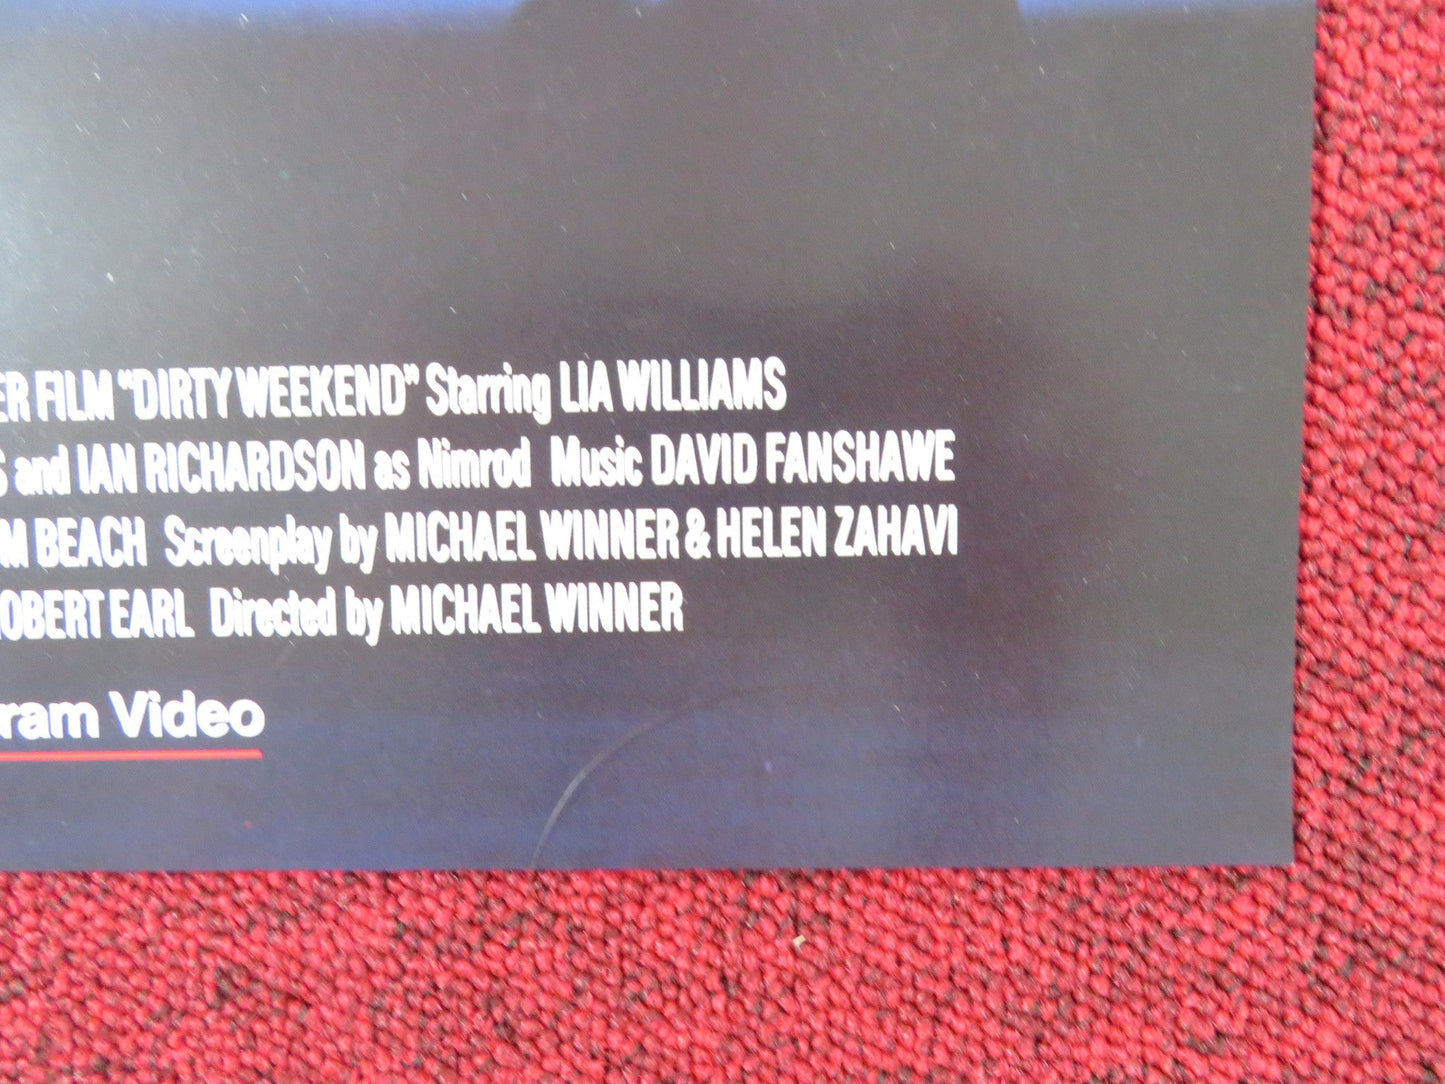 ER FILM "DIRTY WEEKEND" Starring LIA WILLIAMS
S and IAN RICHARDSON as Nimrod Music DAVID FANSHAWE
M BEACH Screenplay by MICHAEL WINNER & HELEN ZAHAVI
OBERT EARL Directed by MICHAEL WINNER
ram Video